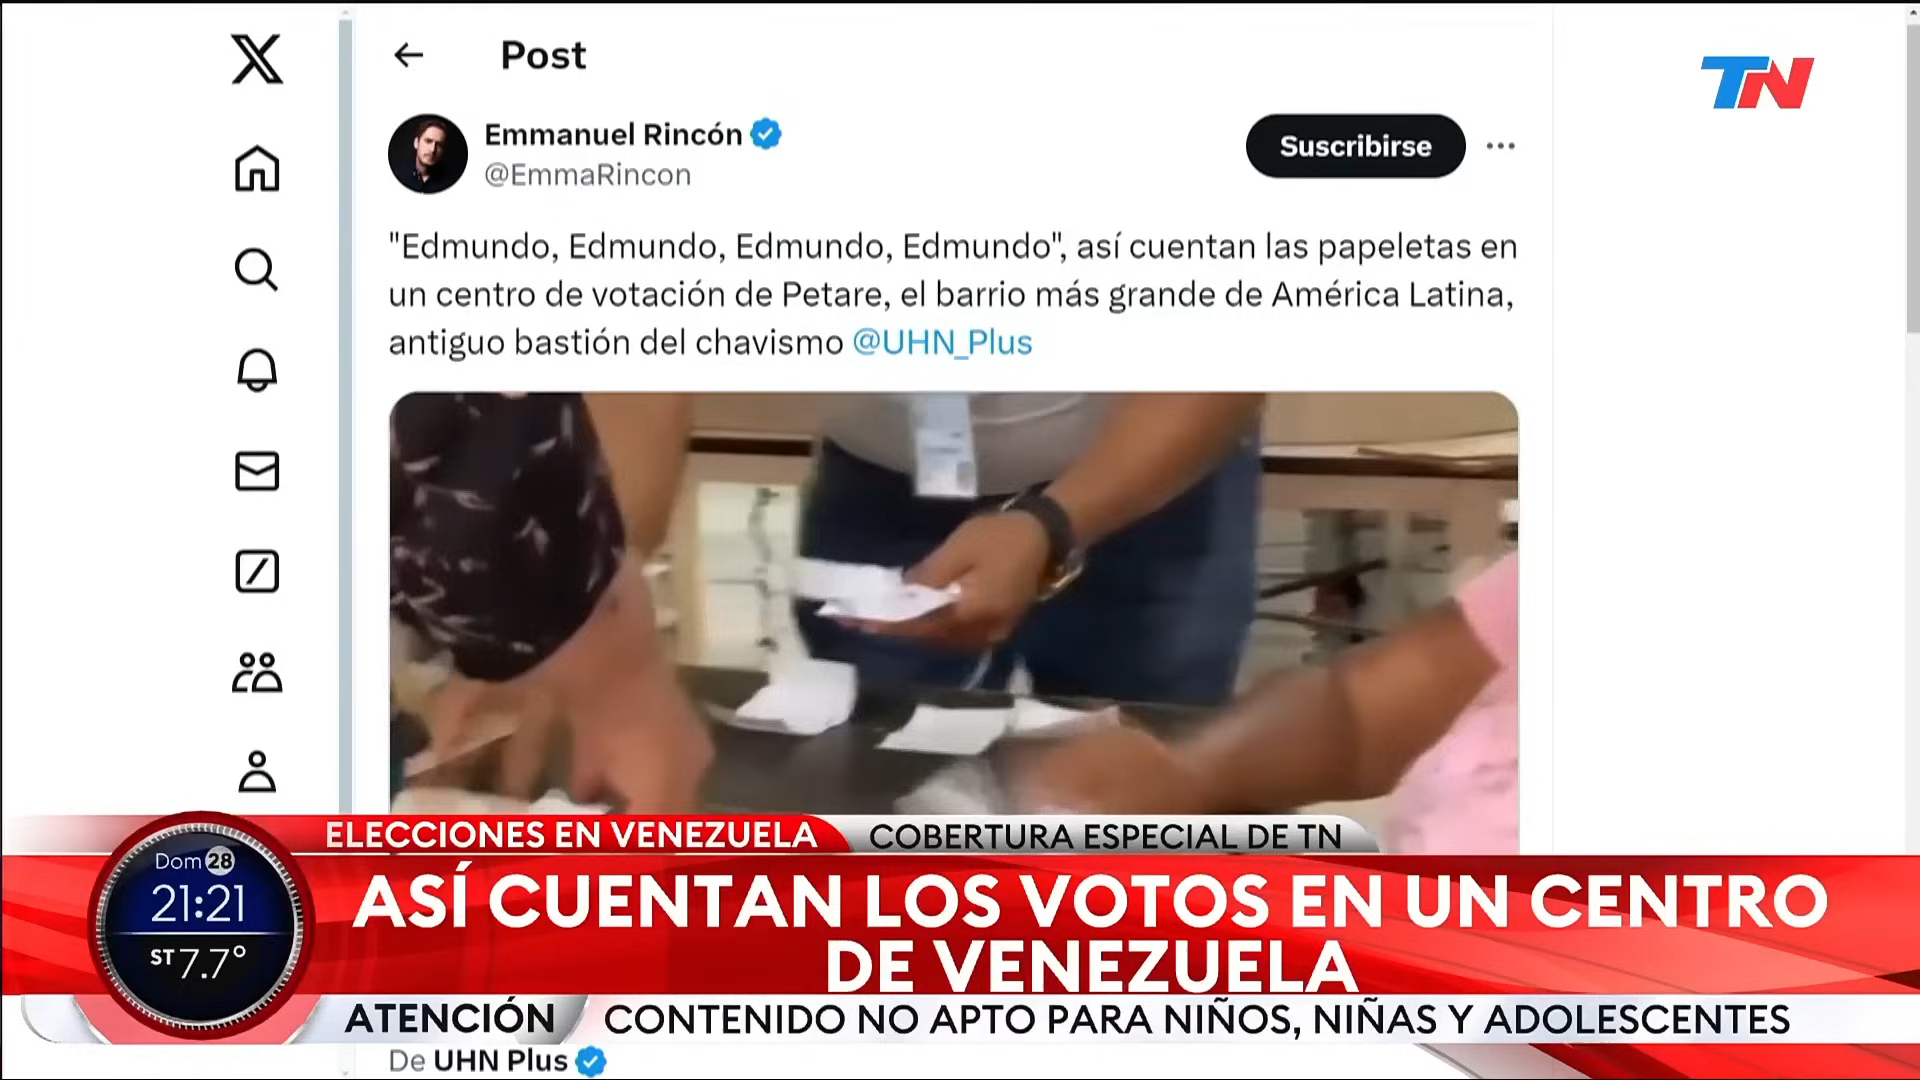 X
Post
TN
Emmanuel Rincón
@EmmaRincon
Suscribirse
"Edmundo, Edmundo, Edmundo, Edmundo", así cuentan las papeletas en
un centro de votación de Petare, el barrio más grande de América Latina,
antiguo bastión del chavismo @UHN_Plus
ELECCIONES EN VENEZUELA
COBERTURA ESPECIAL DE TN
Dom 28
21:21
ST 7.7°
ASÍ CUENTAN LOS VOTOS EN UN CENTRO
DE VENEZUELA
ATENCIÓN
CONTENIDO NO APTO PARA NIÑOS, NIÑAS Y ADOLESCENTES
De UHN Plus